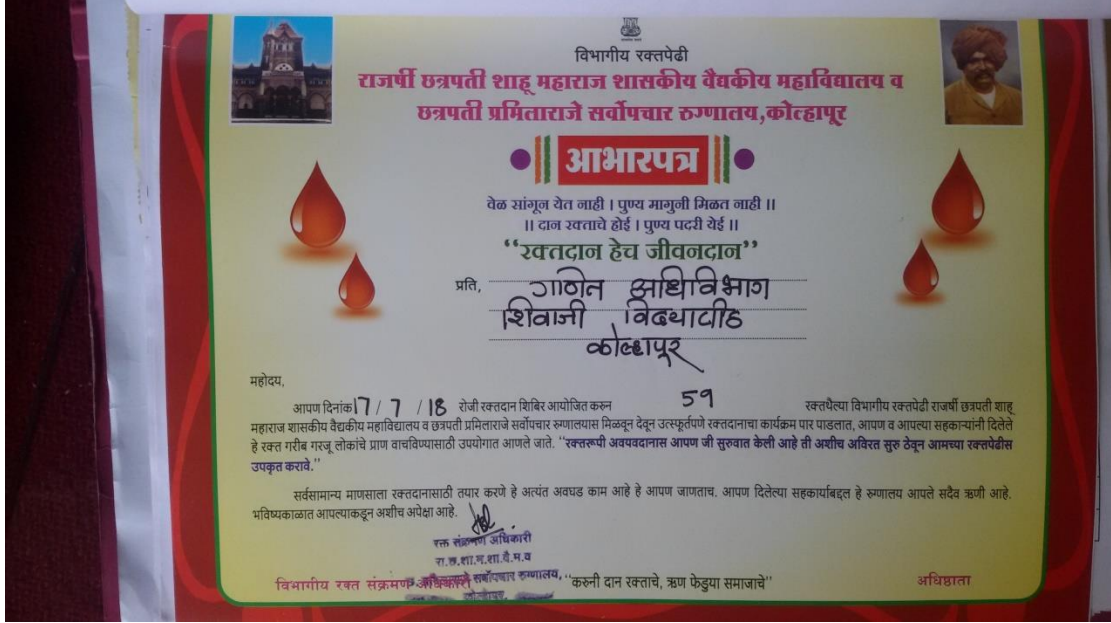 विभागीय रक्तपेढी
राजर्षी छत्रपती शाहू महाराज शासकीय वैद्यकीय महाविद्यालय व
छत्रपती प्रमिलाराजे सर्वोपचार रुग्णालय,कोल्हापूर
आभारपत्र
वेळ सांगून येत नाही । पुण्य मागुनी मिळत नाही ॥
॥ दान रक्ताचे होई । पुण्य पदरी येई ॥
“रक्तदान हेच जीवनदान”
प्रति, गणित अधिविभाग
शिवाजी विद्यापीठ
कोल्हापूर
महोदय,
आपण दिनांक 17 / 7 / 18 रोजी रक्तदान शिबिर आयोजित करुन 59 रक्तथैल्या विभागीय रक्तपेढी राजर्षी छत्रपती शाहू
महाराज शासकीय वैद्यकीय महाविद्यालय व छत्रपती प्रमिलाराजे सर्वोपचार रुग्णालयास मिळवून देवून उत्स्फूर्तपणे रक्तदानाचा कार्यक्रम पार पाडलात, आपण व आपल्या सहकाऱ्यांनी दिलेले
हे रक्त गरीब गरजू लोकांचे प्राण वाचविण्यासाठी उपयोगात आणले जाते. “रक्तरूपी अवयवदानास आपण जी सुरुवात केली आहे ती अशीच अविरत सुरु ठेवून आमच्या रक्तपेढीस
उपकृत करावे.”
सर्वसामान्य माणसाला रक्तदानासाठी तयार करणे हे अत्यंत अवघड काम आहे हे आपण जाणताच. आपण दिलेल्या सहकार्याबद्दल हे रुग्णालय आपले सदैव ऋणी आहे.
भविष्यकाळात आपल्याकडून अशीच अपेक्षा आहे.
रक्त संक्रमण अधिकारी
रा.छ.शा.म.शा.वै.म.व
सर्वोपचार रुग्णालय,
कोल्हापूर.
विभागीय रक्त संक्रमण अधिकारी “करुनी दान रक्ताचे, ऋण फेडुया समाजाचे” अधिष्ठाता